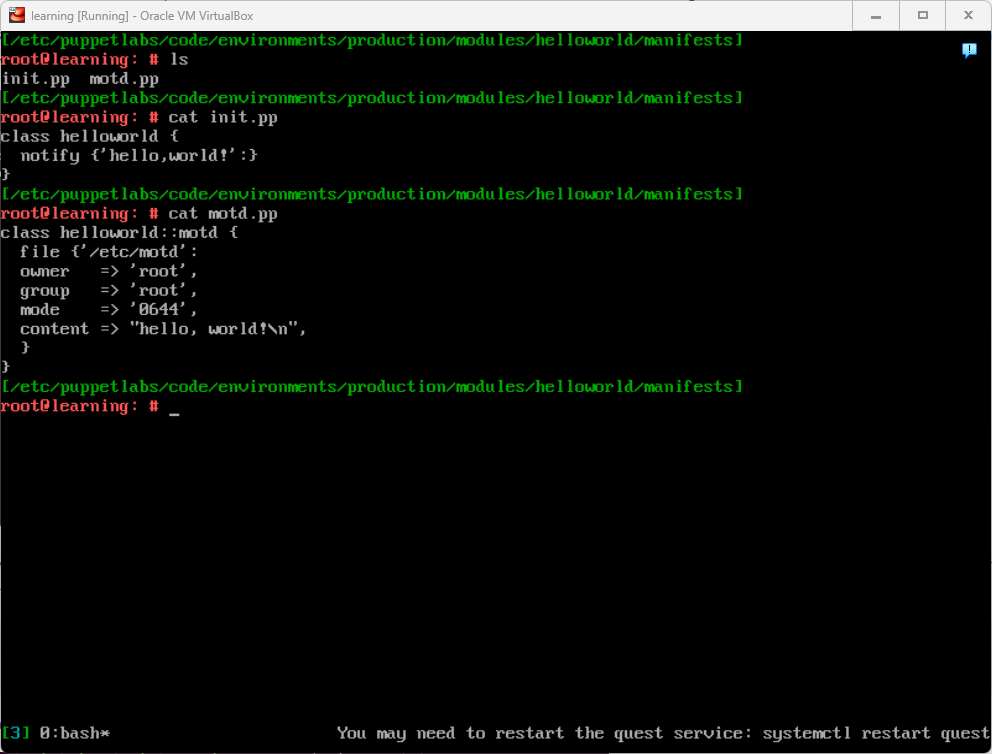 learning [Running] - Oracle VM VirtualBox
[/etc/puppetlabs/code/environments/production/modules/helloworld/manifests]
root@learning: # ls
init.pp  motd.pp
[/etc/puppetlabs/code/environments/production/modules/helloworld/manifests]
root@learning: # cat init.pp
class helloworld {
  notify {'hello,world!':}
}
[/etc/puppetlabs/code/environments/production/modules/helloworld/manifests]
root@learning: # cat motd.pp
class helloworld::motd {
  file {'/etc/motd':
  owner   => 'root',
  group   => 'root',
  mode    => '0644',
  content => "hello, world!\n",
  }
}
[/etc/puppetlabs/code/environments/production/modules/helloworld/manifests]
root@learning: # _
[3] 0:bash*                       You may need to restart the quest service: systemctl restart quest